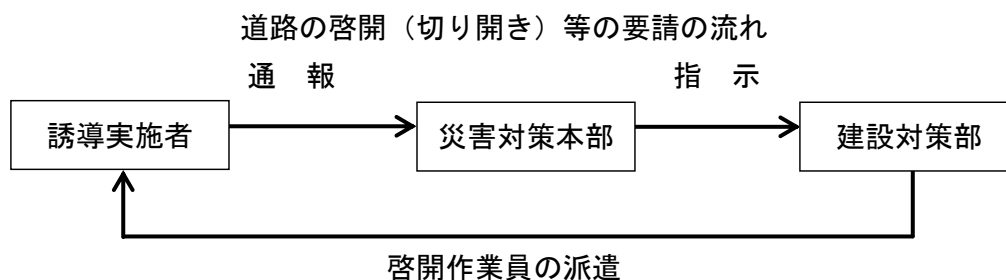 道路の啓開（切り開き）等の要請の流れ
通　報
指　示
誘導実施者
災害対策本部
建設対策部
啓開作業員の派遣